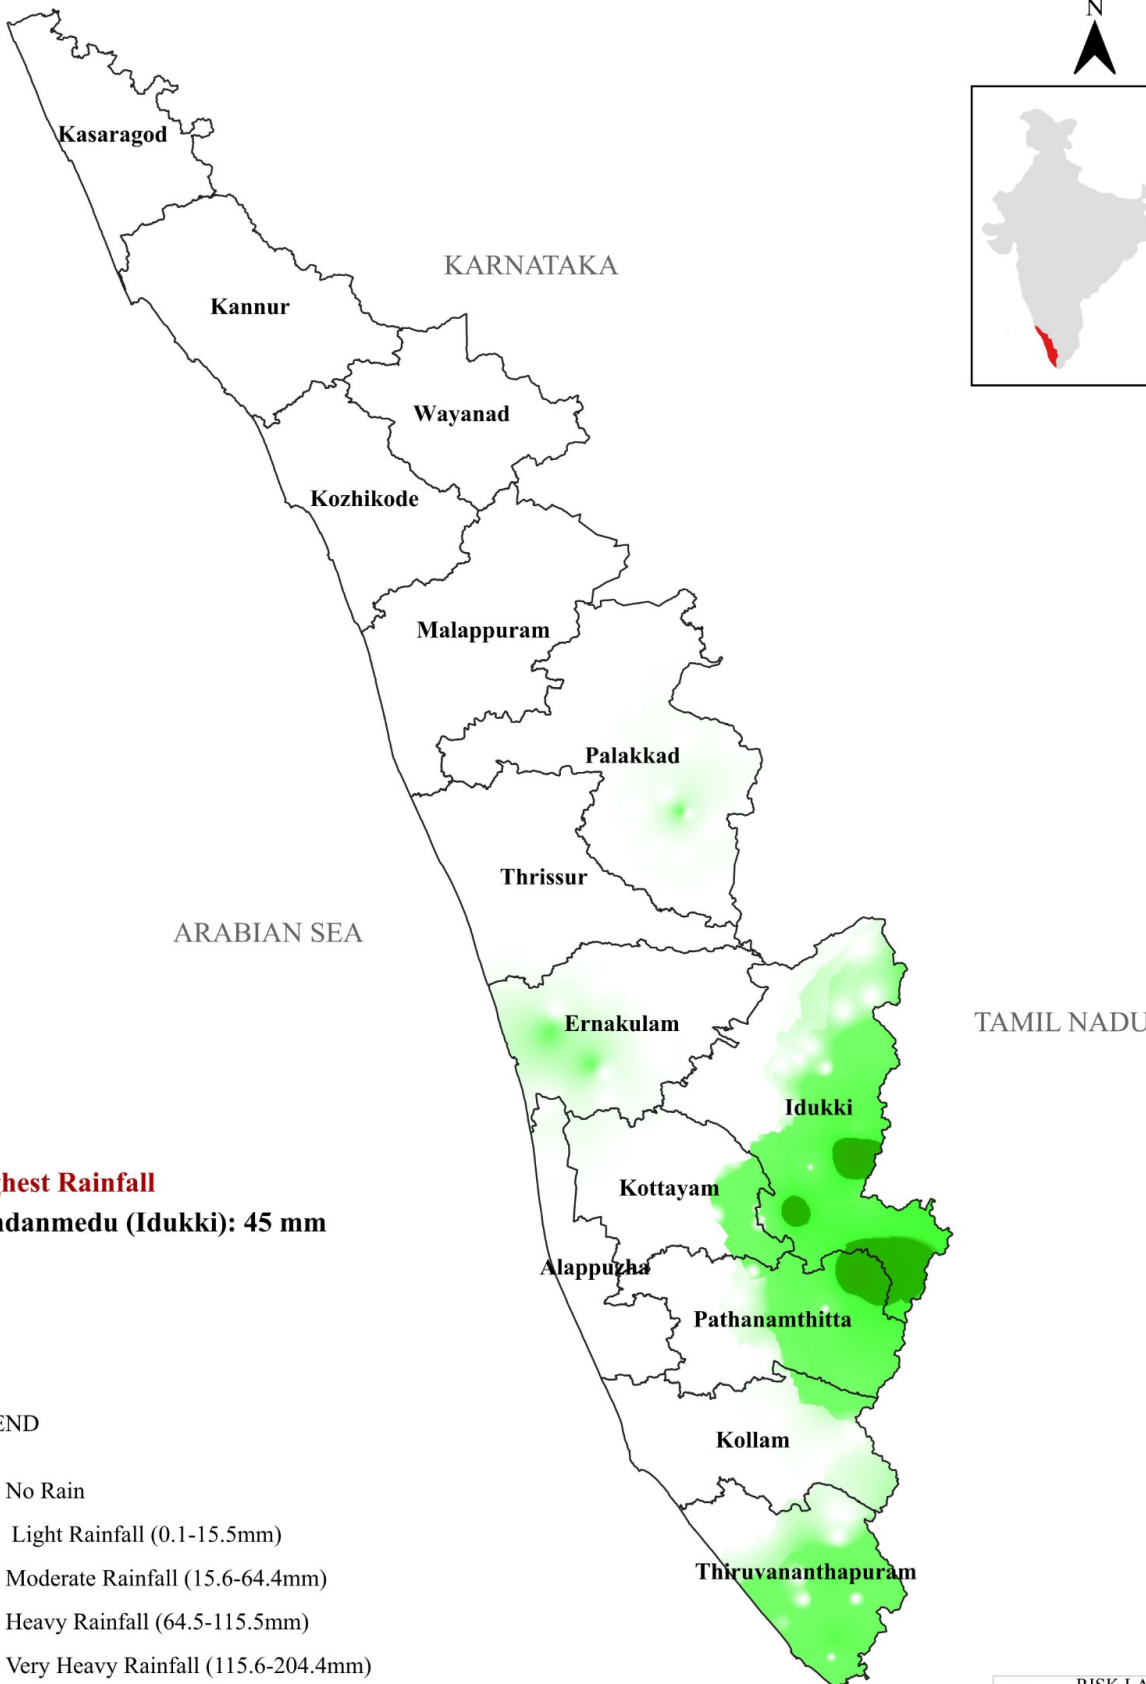 N
Kasaragod
KARNATAKA
Kannur
Wayanad
Kozhikode
Malappuram
Palakkad
Thrissur
ARABIAN SEA
Ernakulam
TAMIL NADU
Idukki
ghest Rainfall
Kottayam
ndanmedu (Idukki): 45 mm
Alappuzha
Pathanamthitta
END
Kollam
No Rain
Light Rainfall (0.1-15.5mm)
Thiruvananthapuram
Moderate Rainfall (15.6-64.4mm)
Heavy Rainfall (64.5-115.5mm)
Very Heavy Rainfall (115.6-204.4mm)